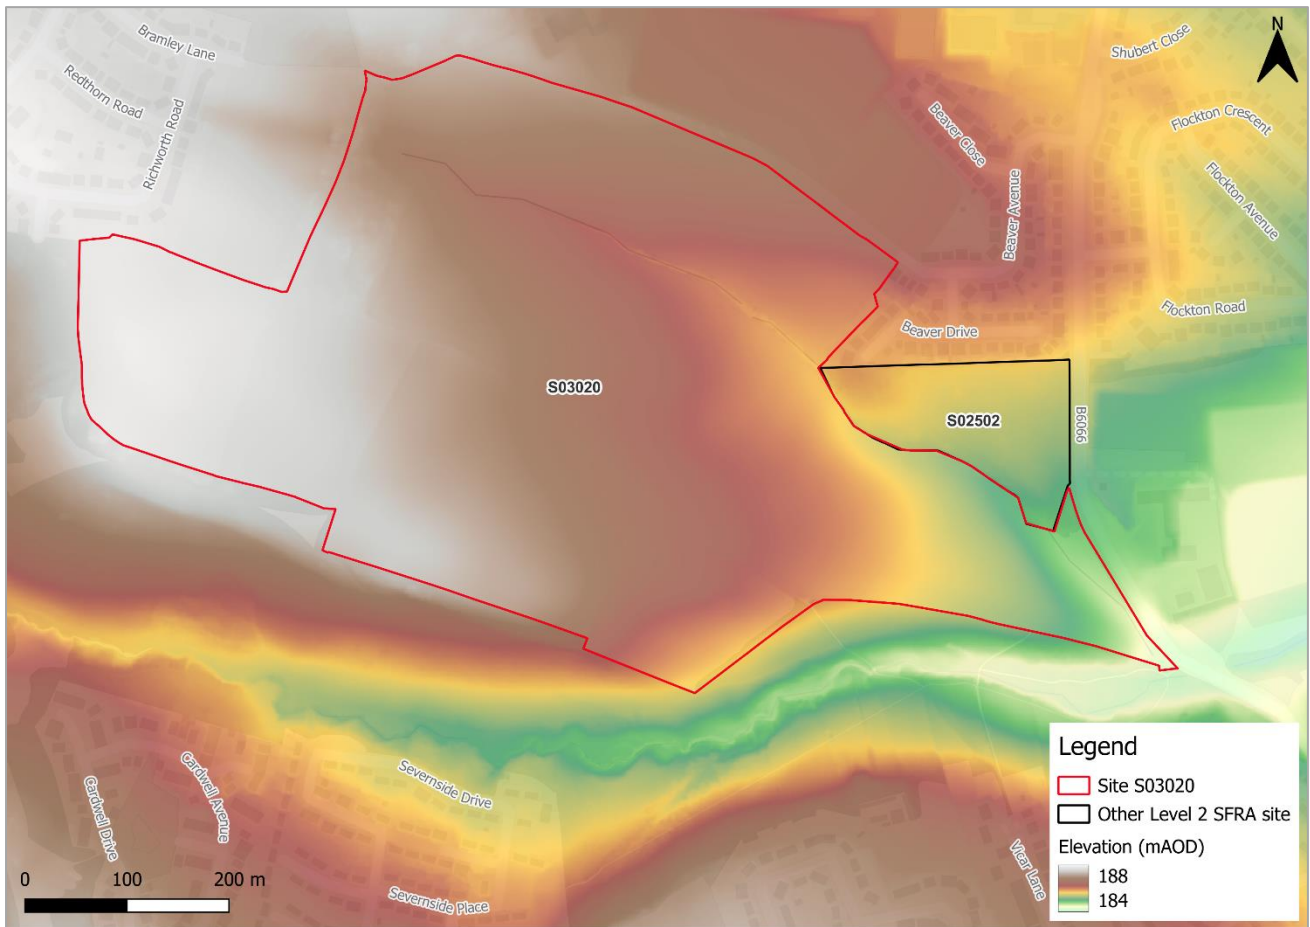 N
Bramley Lane
Shubert Close
Redthorn Road
Richworth Road
Beaver Close
Flockton Crescent
Beaver Avenue
Flockton Avenue
Flockton Road
Beaver Drive
S03020
S02502
B6066
Severnside Drive
Cardwell Avenue
Cardwell Drive
Severnside Place
Vicar Lane
0 100 200 m
Legend
Site S03020
Other Level 2 SFRA site
Elevation (mAOD)
188
184